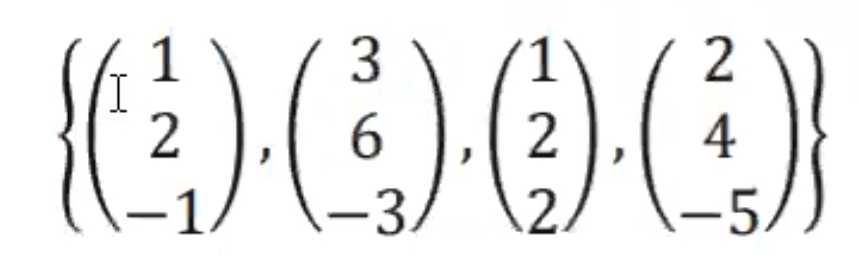 {(1 2 −1), (3 6 −3), (1 2 2), (2 4 −5)}